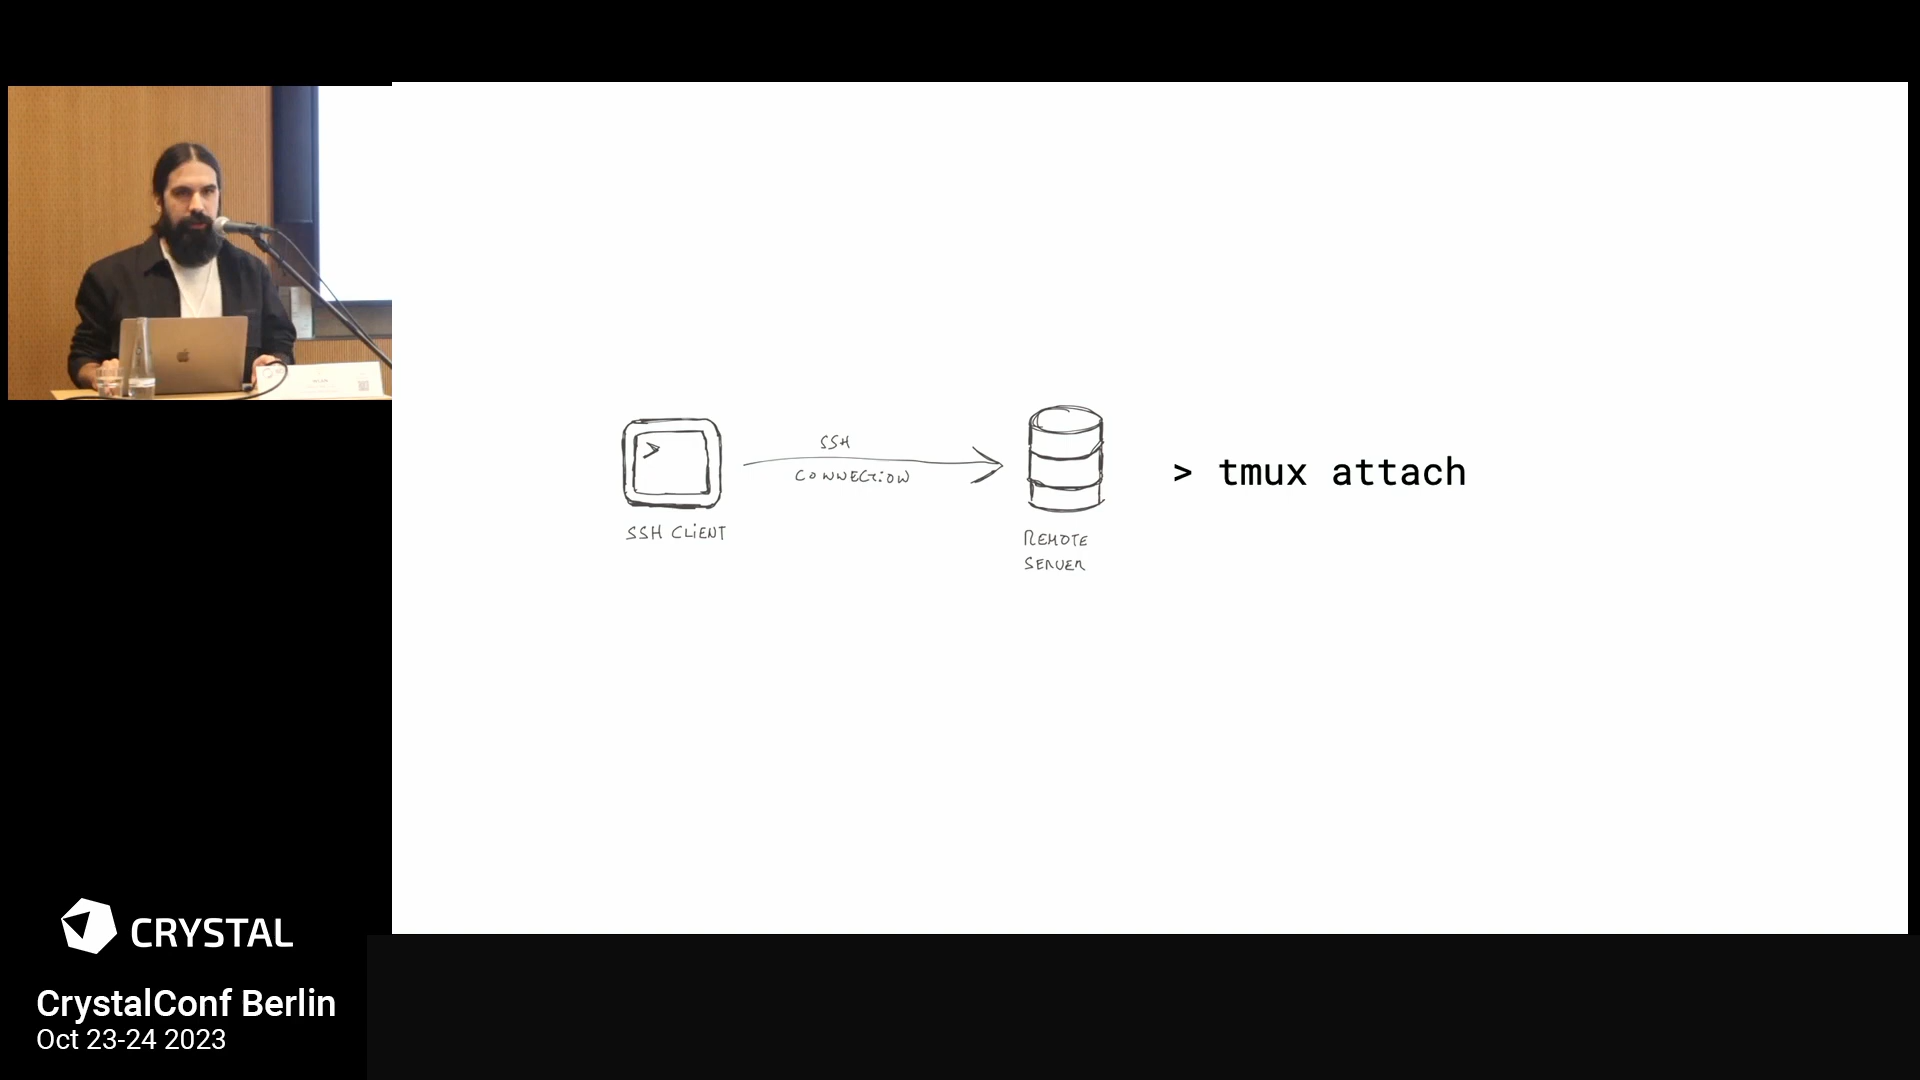 >
SSH
CONNECTION
SSH CLIENT
REMOTE
SERVER
> tmux attach
CRYSTAL
CrystalConf Berlin
Oct 23-24 2023